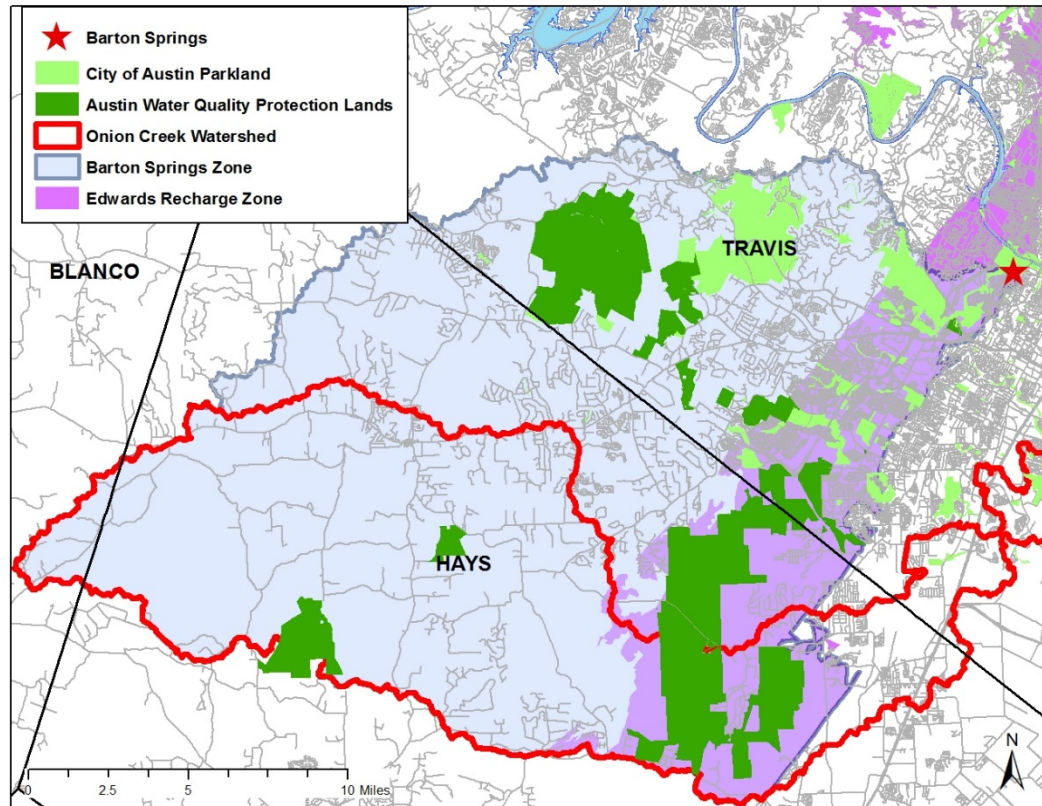 Barton Springs
City of Austin Parkland
Austin Water Quality Protection Lands
Onion Creek Watershed
Barton Springs Zone
Edwards Recharge Zone
BLANCO
TRAVIS
HAYS
0 2.5 5 10 Miles
N